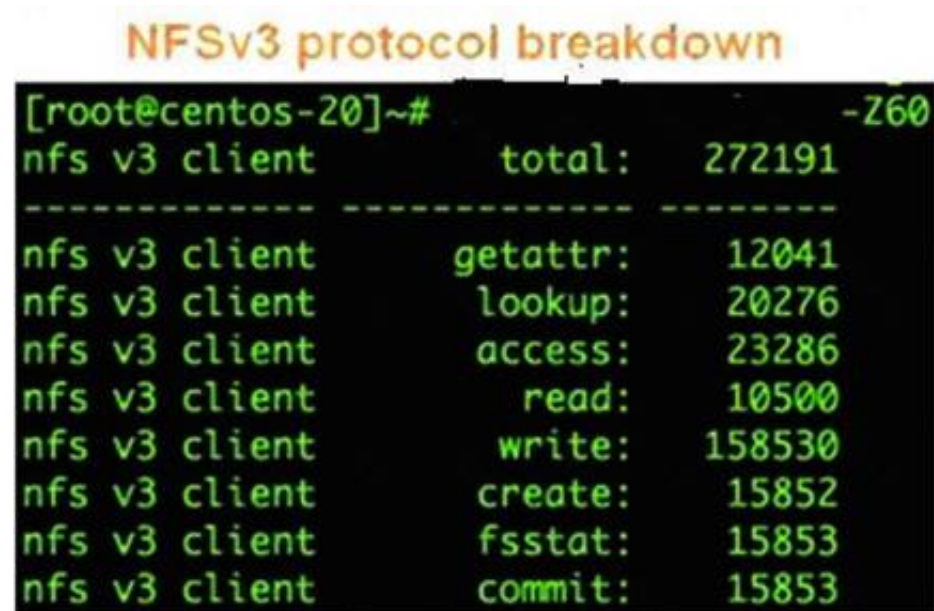 NFSv3 protocol breakdown
[root@centos-20]~# -Z60
nfs v3 client total: 272191
------------- ------------- --------
nfs v3 client getattr: 12041
nfs v3 client lookup: 20276
nfs v3 client access: 23286
nfs v3 client read: 10500
nfs v3 client write: 158530
nfs v3 client create: 15852
nfs v3 client fsstat: 15853
nfs v3 client commit: 15853